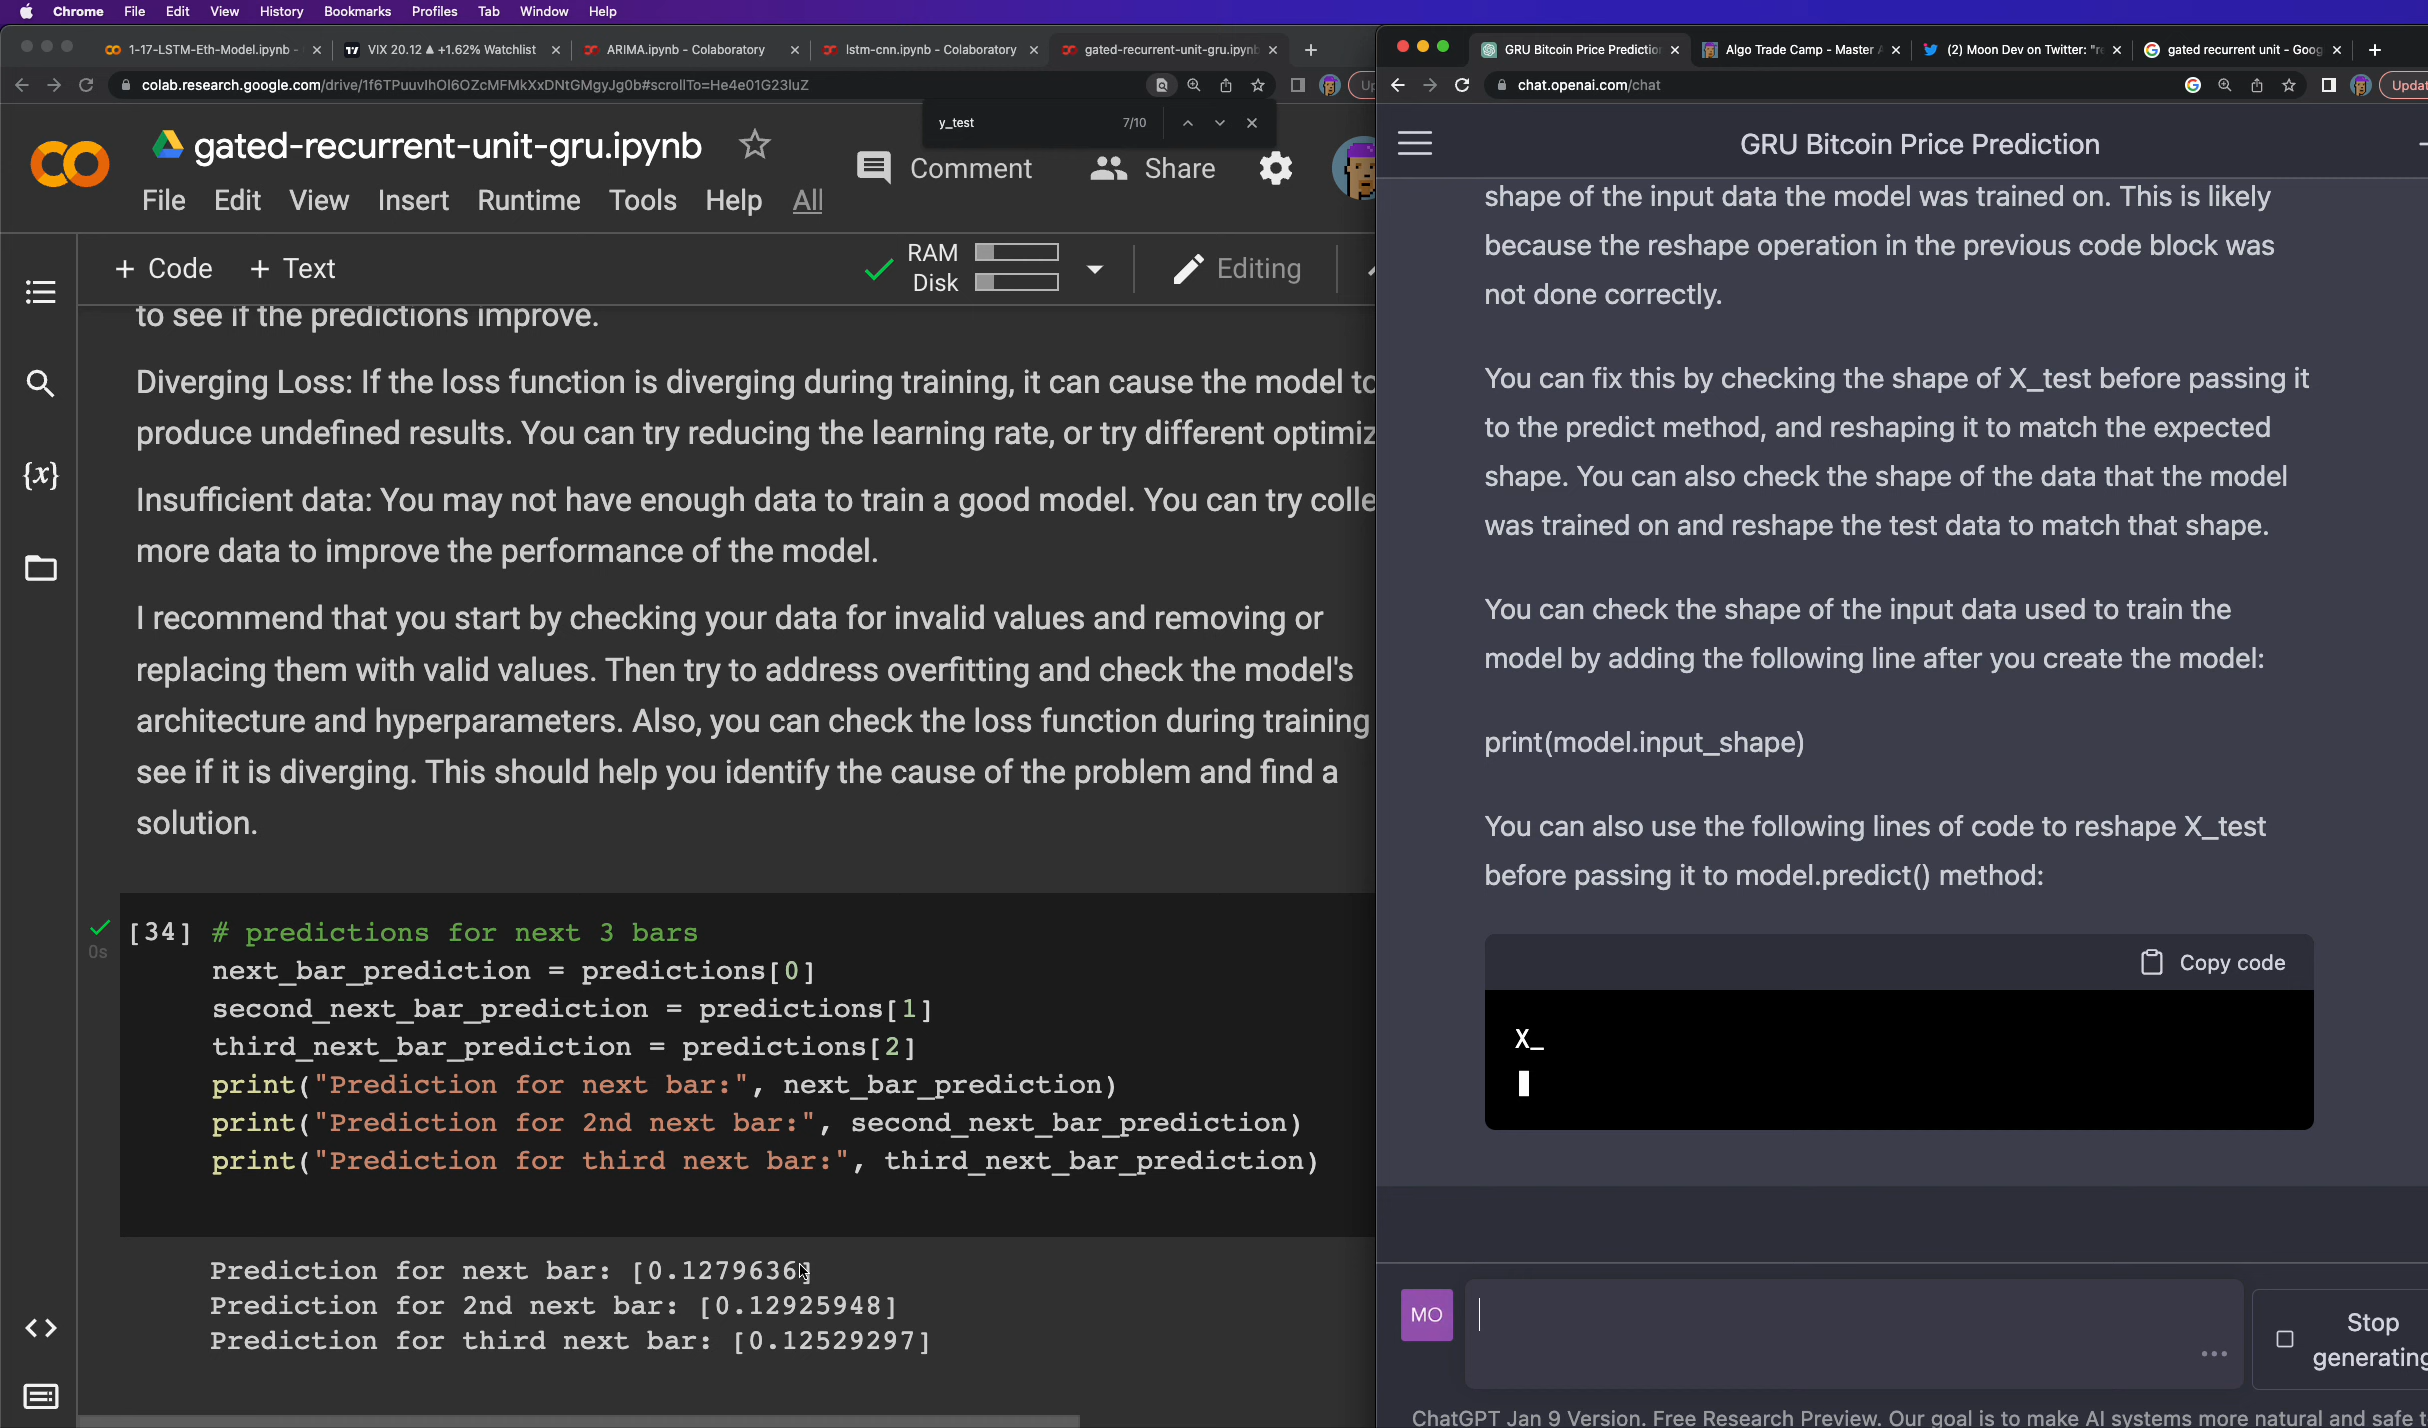 Chrome File Edit View History Bookmarks Profiles Tab Window Help
1-17-LSTM-Eth-Model.ipynb - VIX 20.12 ▲ +1.62% Watchlist ARIMA.ipynb - Colaboratory lstm-cnn.ipynb - Colaboratory gated-recurrent-unit-gru.ipynb
colab.research.google.com/drive/1f6TPuuvIhOl6OZcMFMkXxDNtGMgyJg0b#scrollTo=He4e01G23luZ
y_test 7/10
gated-recurrent-unit-gru.ipynb
Comment Share
File Edit View Insert Runtime Tools Help All
+ Code + Text
RAM
Disk
Editing
to see if the predictions improve.
Diverging Loss: If the loss function is diverging during training, it can cause the model to
produce undefined results. You can try reducing the learning rate, or try different optimiz
Insufficient data: You may not have enough data to train a good model. You can try colle
more data to improve the performance of the model.
I recommend that you start by checking your data for invalid values and removing or
replacing them with valid values. Then try to address overfitting and check the model's
architecture and hyperparameters. Also, you can check the loss function during training
see if it is diverging. This should help you identify the cause of the problem and find a
solution.
0s
[34] # predictions for next 3 bars
next_bar_prediction = predictions[0]
second_next_bar_prediction = predictions[1]
third_next_bar_prediction = predictions[2]
print("Prediction for next bar:", next_bar_prediction)
print("Prediction for 2nd next bar:", second_next_bar_prediction)
print("Prediction for third next bar:", third_next_bar_prediction)
Prediction for next bar: [0.1279636]
Prediction for 2nd next bar: [0.12925948]
Prediction for third next bar: [0.12529297]
GRU Bitcoin Price Prediction Algo Trade Camp - Master (2) Moon Dev on Twitter: gated recurrent unit - Goog
chat.openai.com/chat
Updat
GRU Bitcoin Price Prediction
shape of the input data the model was trained on. This is likely
because the reshape operation in the previous code block was
not done correctly.
You can fix this by checking the shape of X_test before passing it
to the predict method, and reshaping it to match the expected
shape. You can also check the shape of the data that the model
was trained on and reshape the test data to match that shape.
You can check the shape of the input data used to train the
model by adding the following line after you create the model:
print(model.input_shape)
You can also use the following lines of code to reshape X_test
before passing it to model.predict() method:
Copy code
X_
MO
Stop
generating
ChatGPT Jan 9 Version. Free Research Preview. Our goal is to make AI systems more natural and safe t